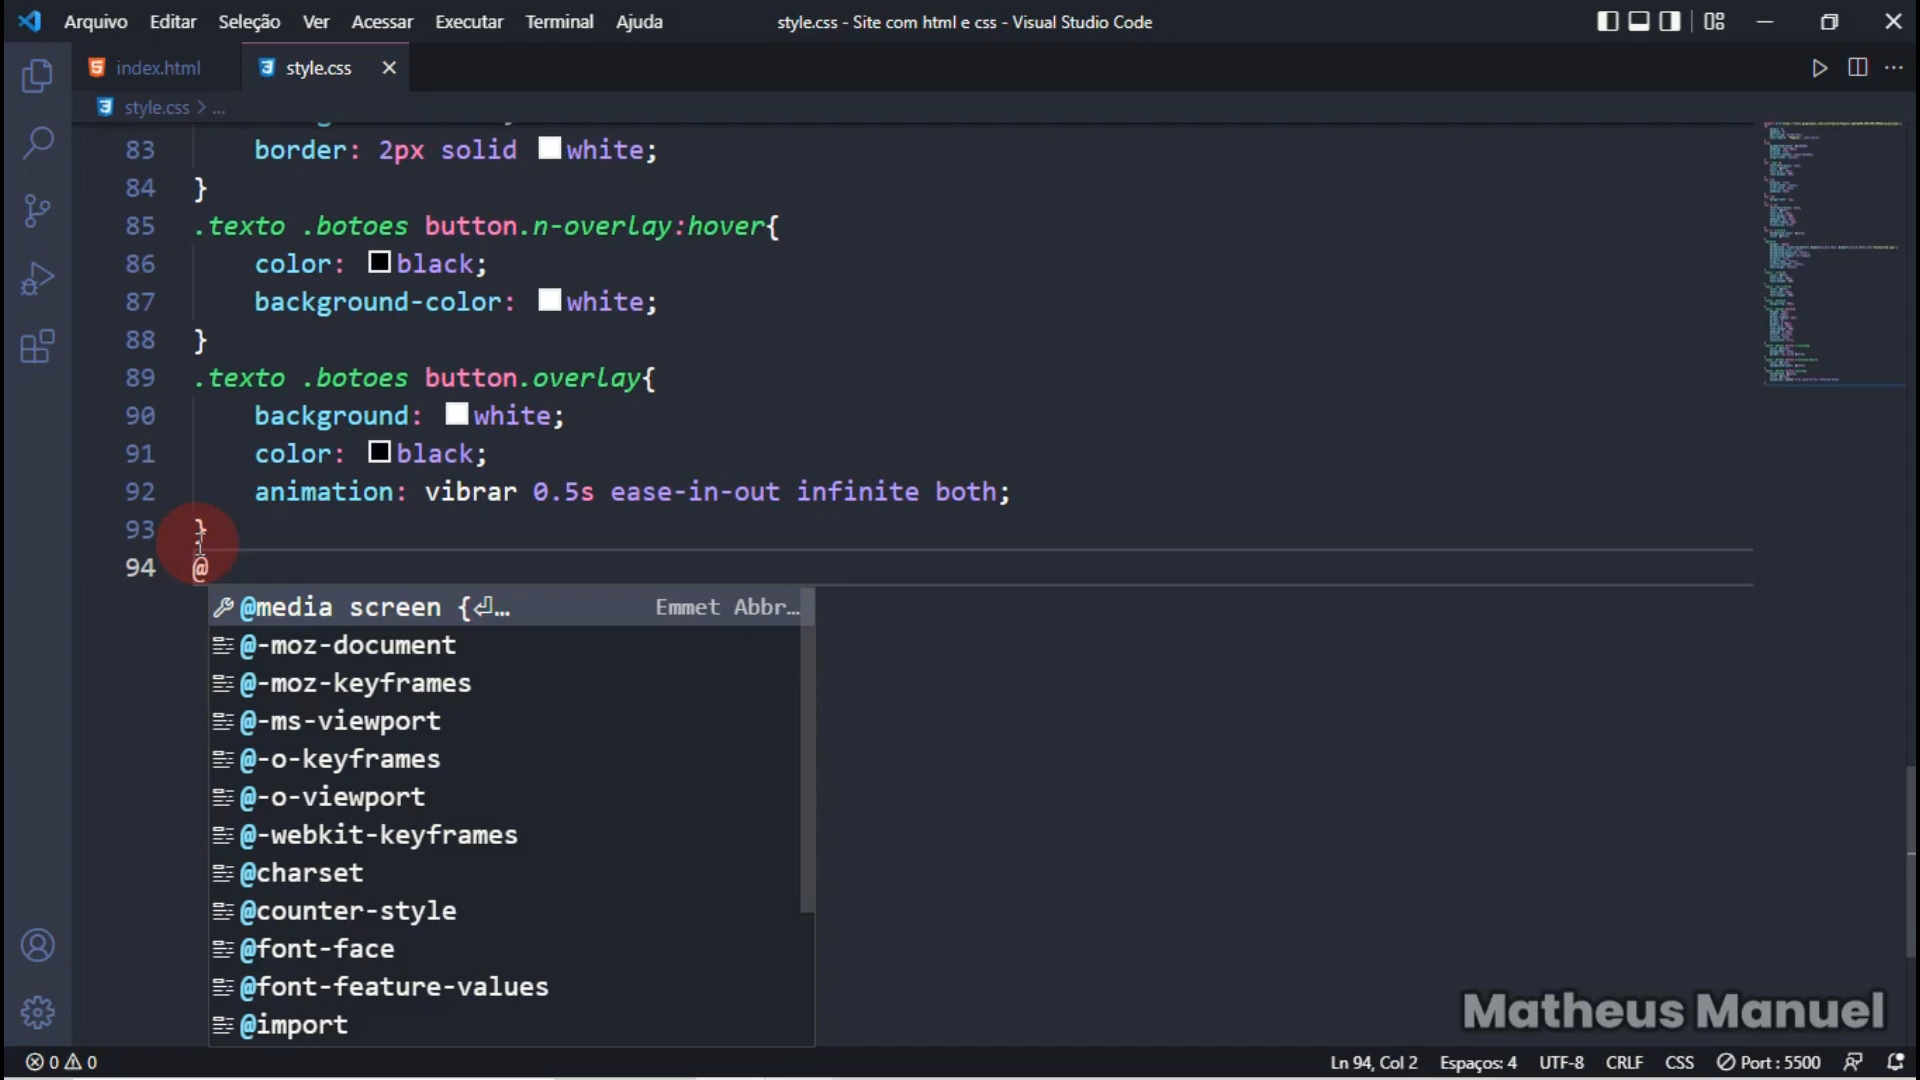 Arquivo Editar Seleção Ver Acessar Executar Terminal Ajuda style.css - Site com html e css - Visual Studio Code
index.html style.css
style.css > ...
83 border: 2px solid white;
84 }
85 .texto .botoes button.n-overlay:hover{
86 color: black;
87 background-color: white;
88 }
89 .texto .botoes button.overlay{
90 background: white;
91 color: black;
92 animation: vibrar 0.5s ease-in-out infinite both;
93 }
94 @
@media screen {⏎… Emmet Abbr…
@-moz-document
@-moz-keyframes
@-ms-viewport
@-o-keyframes
@-o-viewport
@-webkit-keyframes
@charset
@counter-style
@font-face
@font-feature-values
@import
Matheus Manuel
0 0 Ln 94, Col 2 Espaços: 4 UTF-8 CRLF CSS Port : 5500